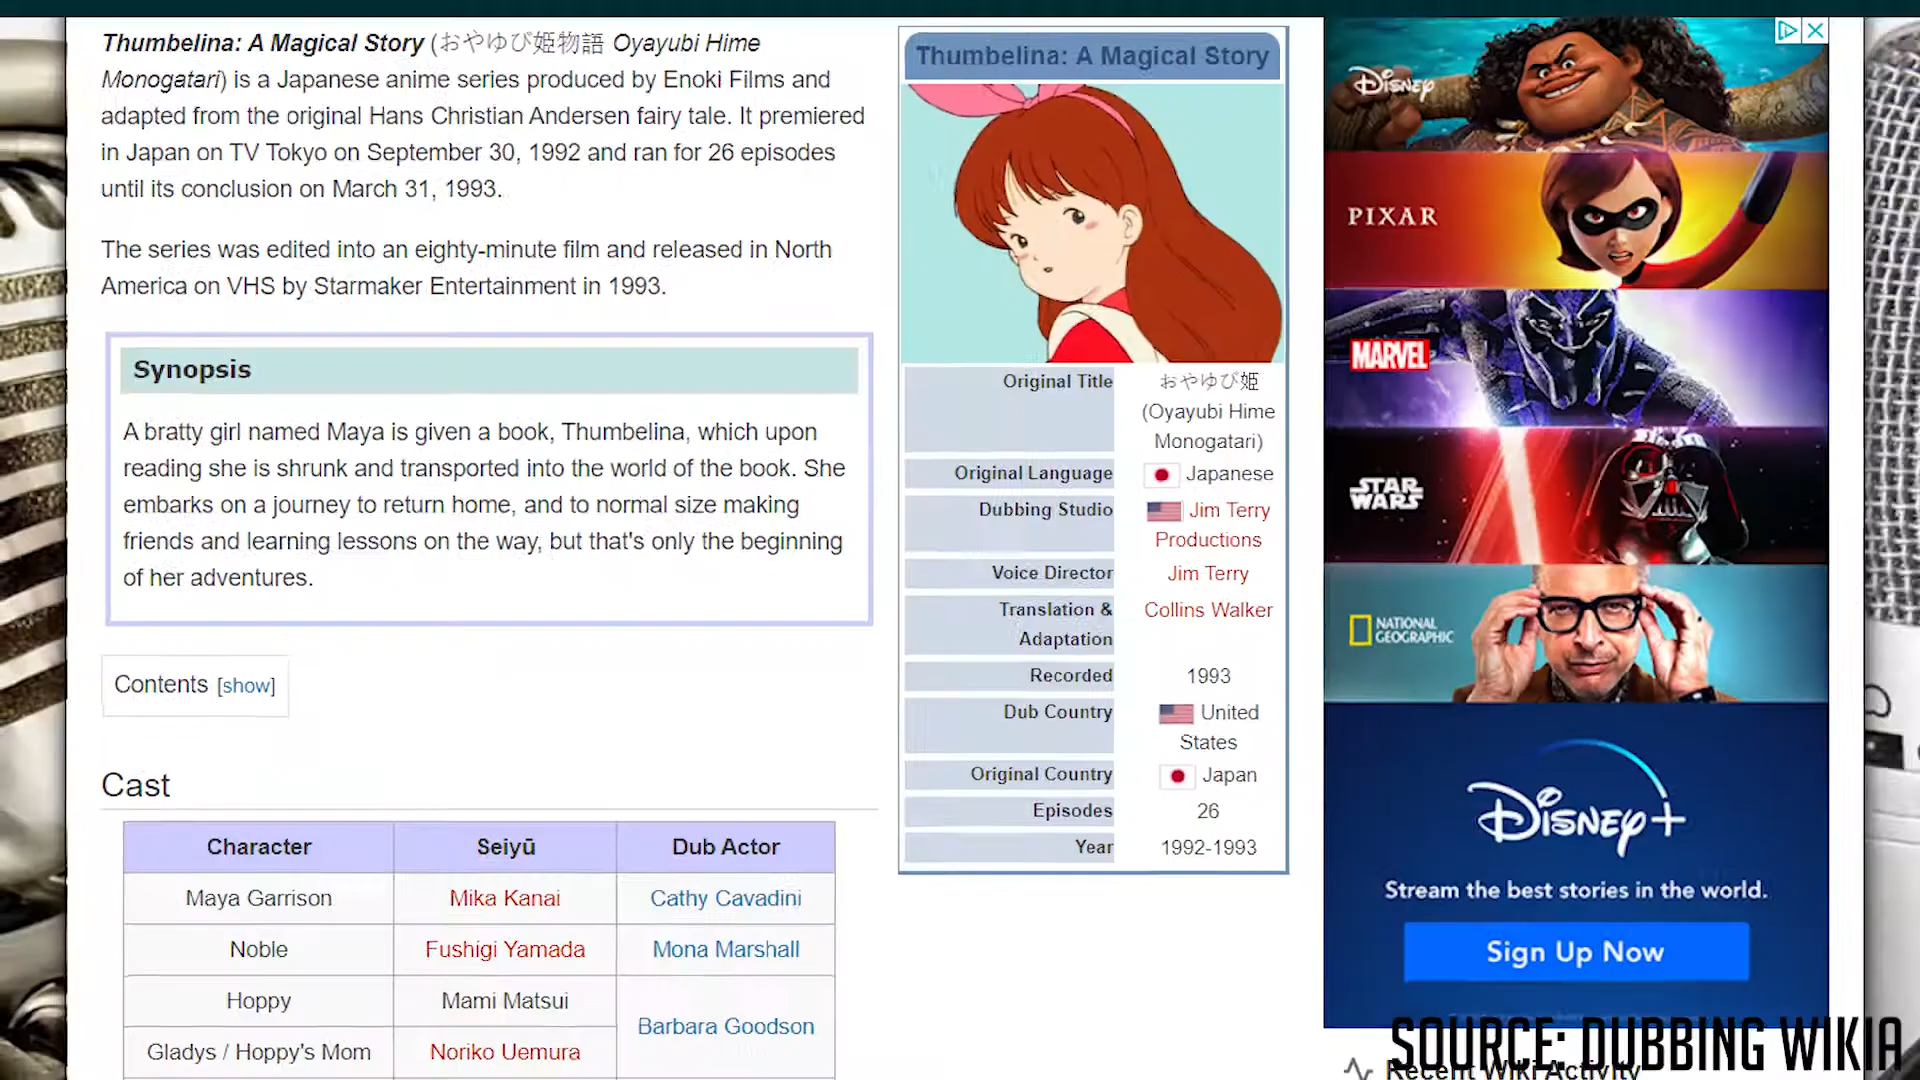 Thumbelina: A Magical Story (おやゆび姫物語 Oyayubi Hime
Monogatari) is a Japanese anime series produced by Enoki Films and
adapted from the original Hans Christian Andersen fairy tale. It premiered
in Japan on TV Tokyo on September 30, 1992 and ran for 26 episodes
until its conclusion on March 31, 1993.
The series was edited into an eighty-minute film and released in North
America on VHS by Starmaker Entertainment in 1993.
Synopsis
A bratty girl named Maya is given a book, Thumbelina, which upon
reading she is shrunk and transported into the world of the book. She
embarks on a journey to return home, and to normal size making
friends and learning lessons on the way, but that's only the beginning
of her adventures.
Contents [show]
Cast
Character Seiyū Dub Actor
Maya Garrison Mika Kanai Cathy Cavadini
Noble Fushigi Yamada Mona Marshall
Hoppy Mami Matsui Barbara Goodson
Gladys / Hoppy's Mom Noriko Uemura
Thumbelina: A Magical Story
Original Title おやゆび姫
(Oyayubi Hime
Monogatari)
Original Language Japanese
Dubbing Studio Jim Terry
Productions
Voice Director Jim Terry
Translation & Collins Walker
Adaptation
Recorded 1993
Dub Country United
States
Original Country Japan
Episodes 26
Year 1992-1993
Disney
PIXAR
MARVEL
STAR
WARS
NATIONAL
GEOGRAPHIC
Disney+
Stream the best stories in the world.
Sign Up Now
SOURCE: DUBBING WIKIA
Recent Wiki Activity